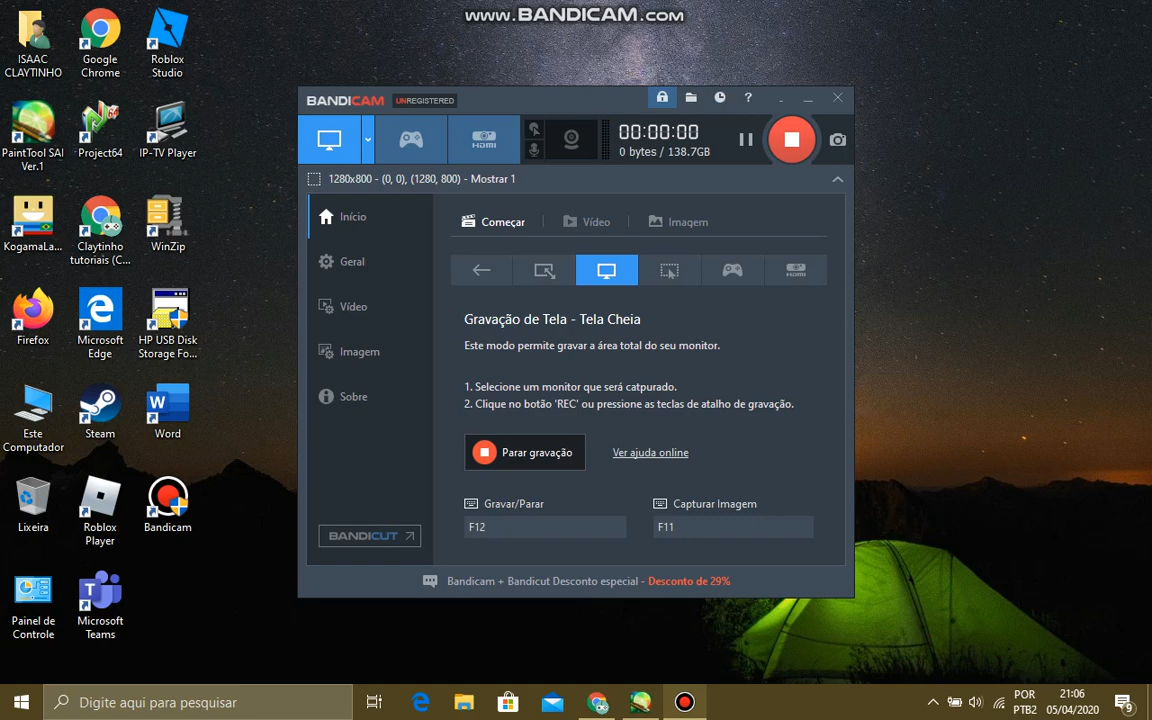 www.BANDICAM.com
ISAAC
CLAYTINHO
Google
Chrome
Roblox
Studio
PaintTool SAI
Ver.1
Project64
IP-TV Player
KogamaLa...
Claytinho
tutoriais (C...
WinZip
Firefox
Microsoft
Edge
HP USB Disk
Storage Fo...
Este
Computador
Steam
Word
Lixeira
Roblox
Player
Bandicam
Painel de
Controle
Microsoft
Teams
BANDICAM UNREGISTERED
HDMI
00:00:00
0 bytes / 138.7GB
1280x800 - (0, 0), (1280, 800) - Mostrar 1
Início
Geral
Vídeo
Imagem
Sobre
BANDICUT
Começar
Vídeo
Imagem
HDMI
Gravação de Tela - Tela Cheia
Este modo permite gravar a área total do seu monitor.
1. Selecione um monitor que será catpurado.
2. Clique no botão 'REC' ou pressione as teclas de atalho de gravação.
Parar gravação
Ver ajuda online
Gravar/Parar
F12
Capturar Imagem
F11
Bandicam + Bandicut Desconto especial - Desconto de 29%
Digite aqui para pesquisar
POR
PTB2
21:06
05/04/2020
9